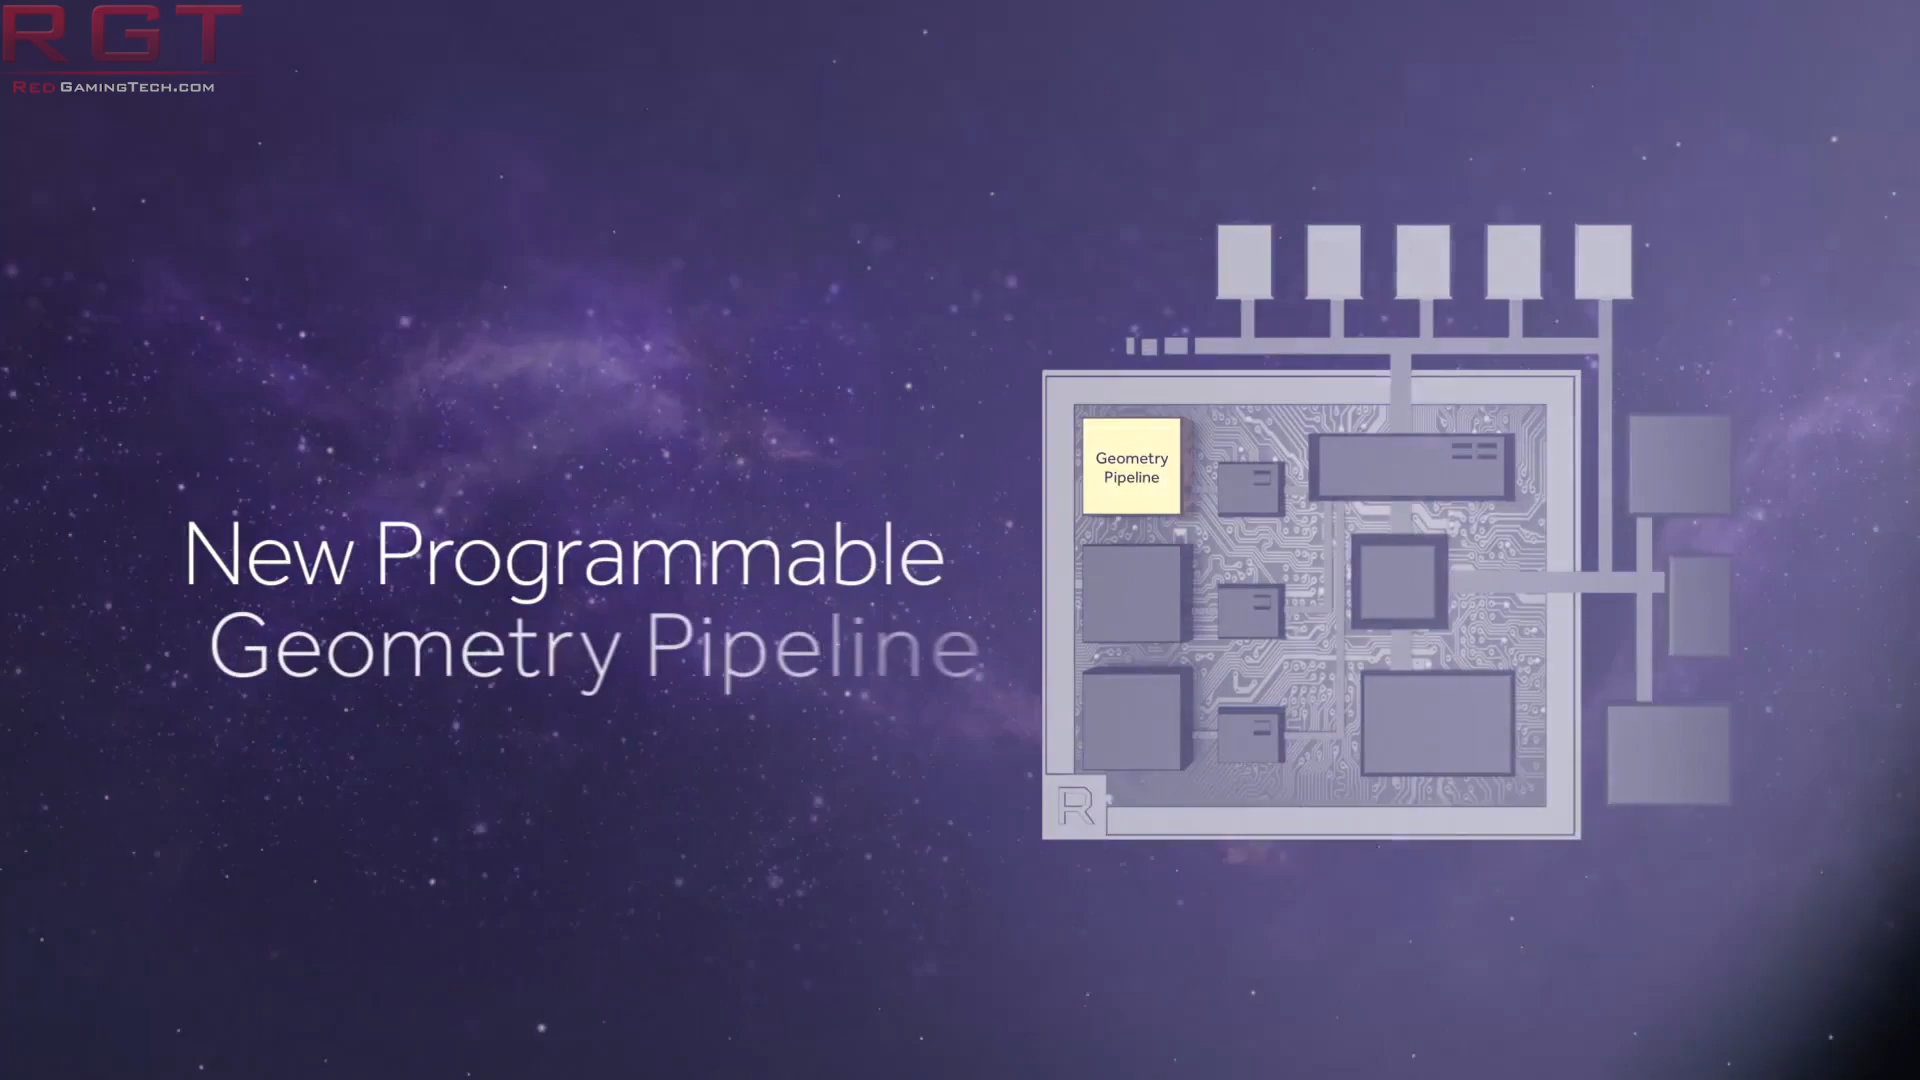 RGT
RedGamingTech.com
Geometry
Pipeline
New Programmable
Geometry Pipeline
R